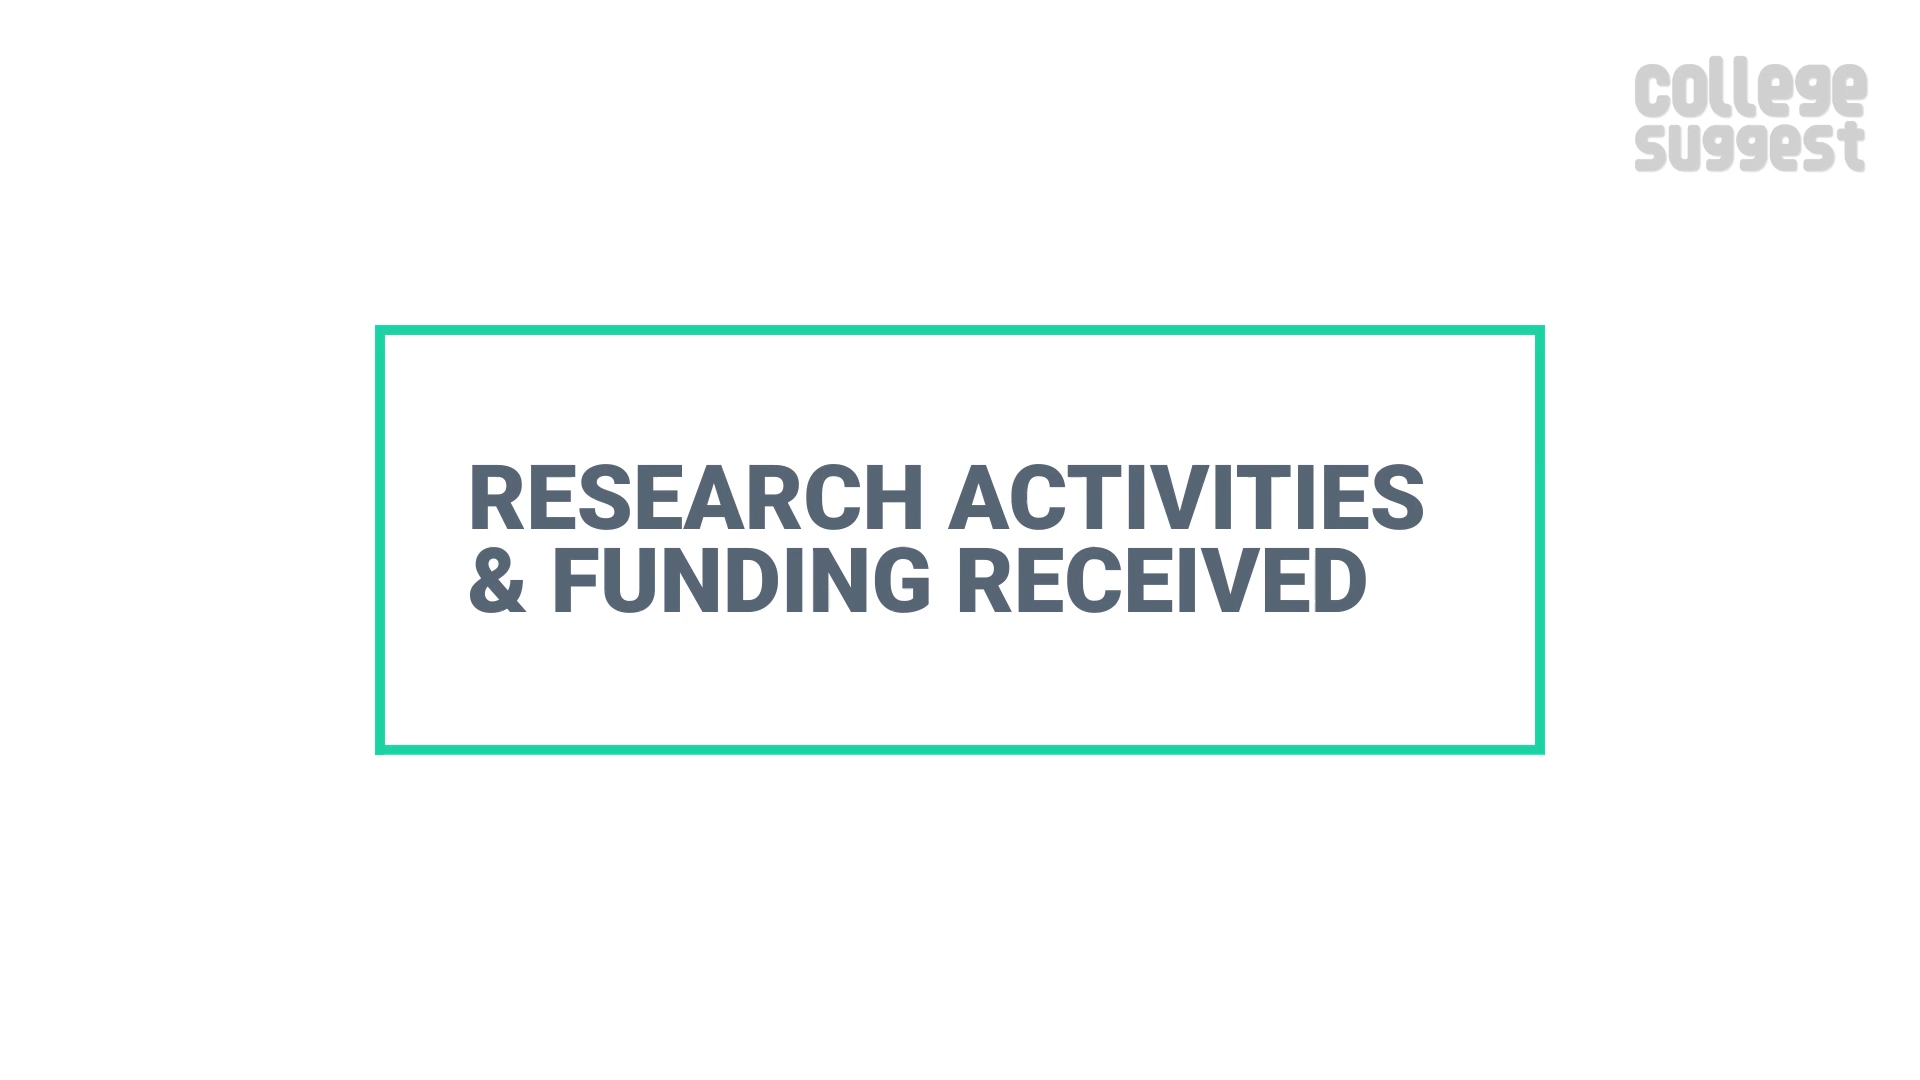 college
suggest
RESEARCH ACTIVITIES
& FUNDING RECEIVED